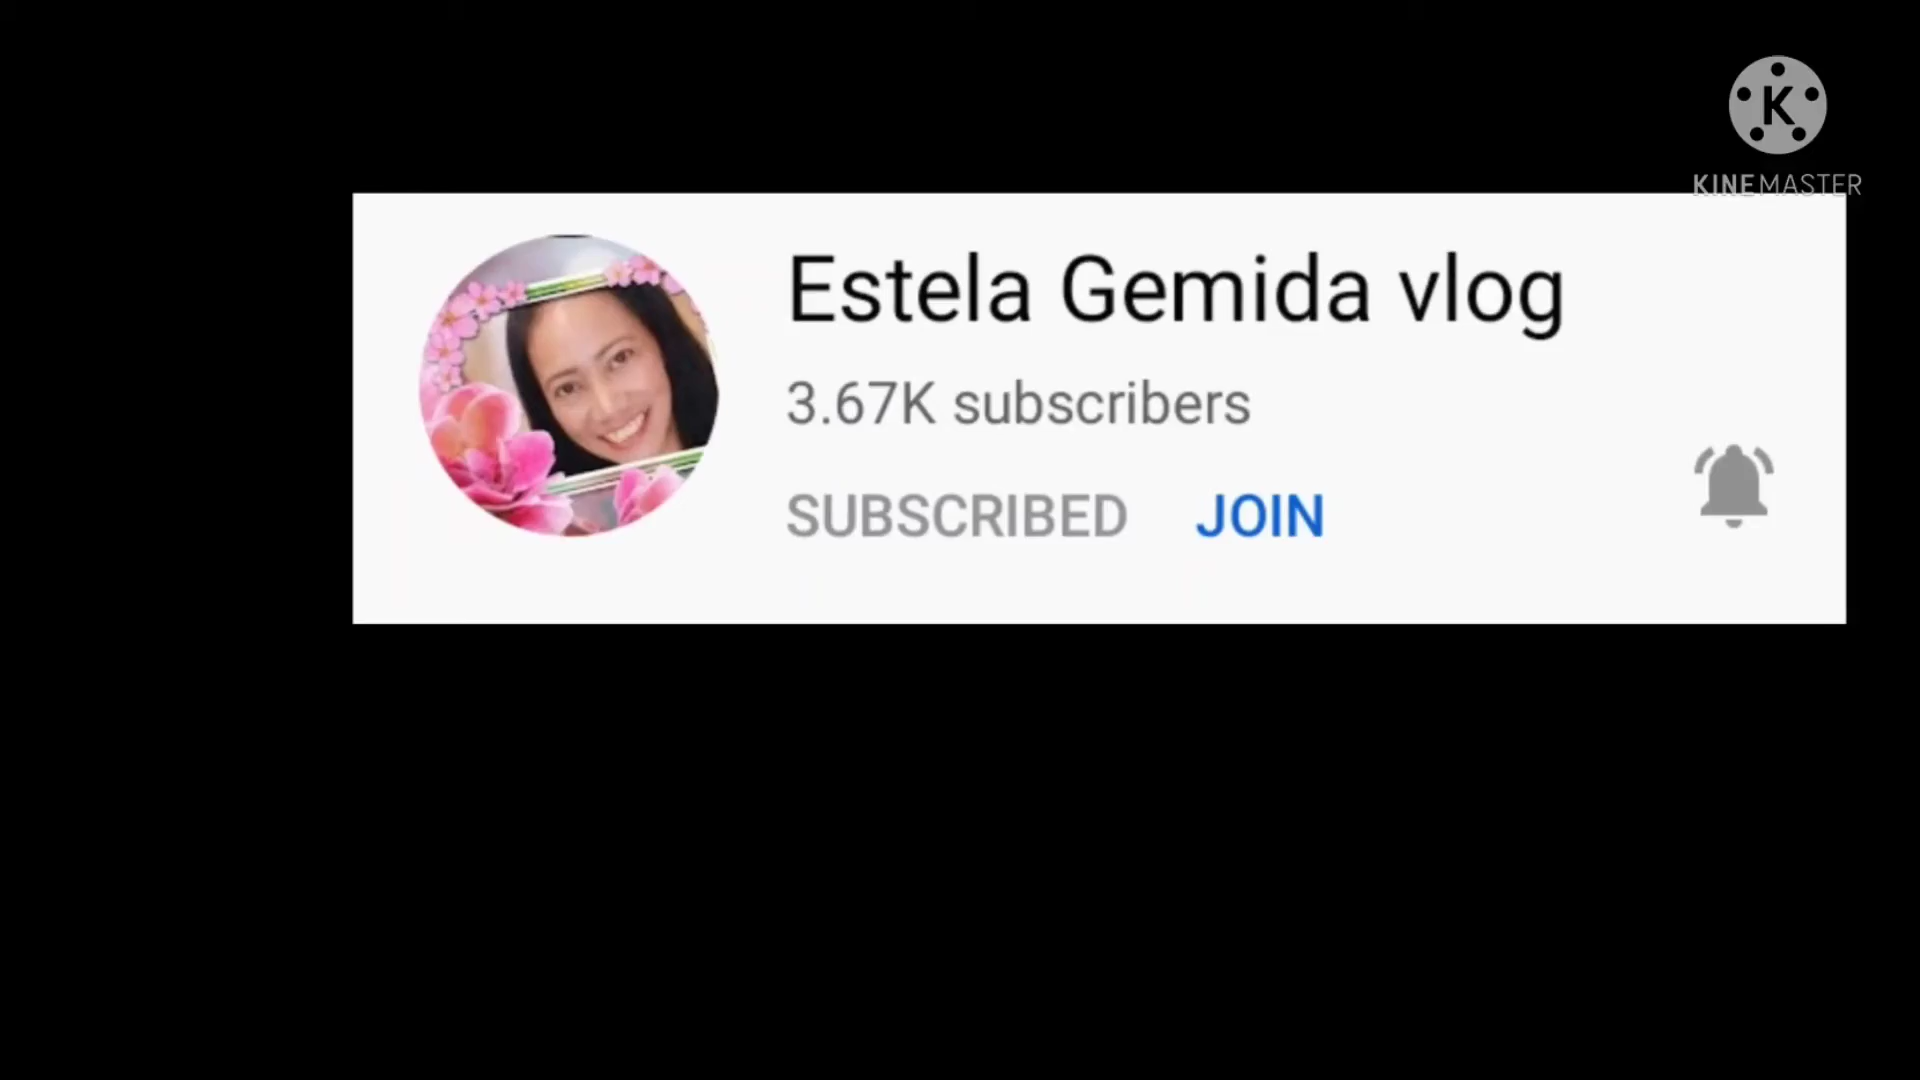 K
KINEMASTER
Estela Gemida vlog
3.67K subscribers
SUBSCRIBED JOIN